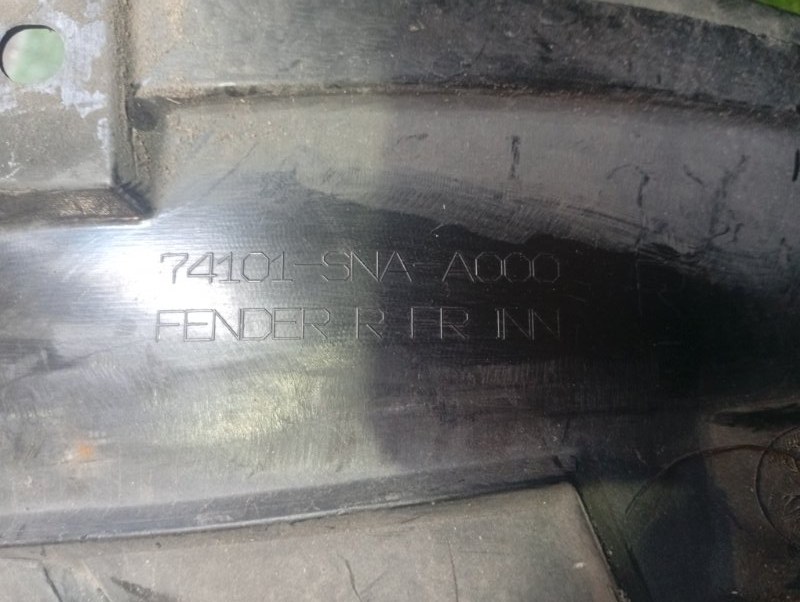 74101-SNA-A000
FENDER R FR INN